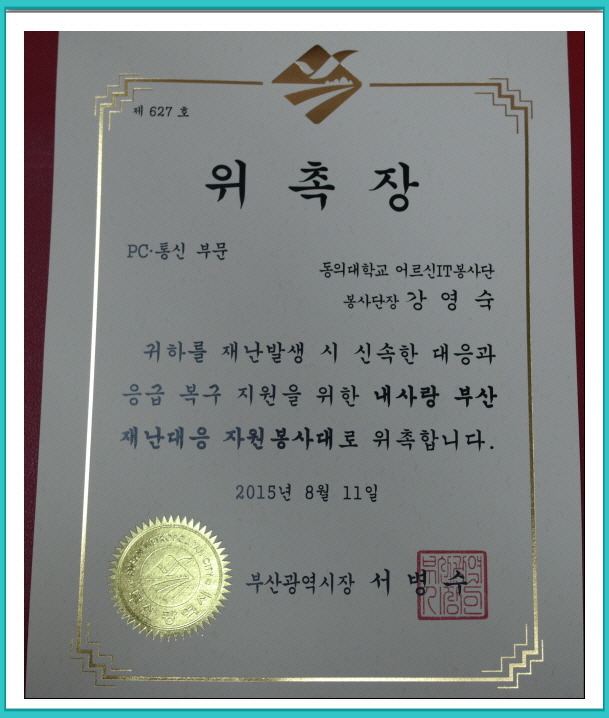 제 627 호
위 촉 장
PC·통신 부문
동의대학교 어르신IT봉사단
봉사단장 강 영 숙
귀하를 재난발생 시 신속한 대응과
응급 복구 지원을 위한 내사랑 부산
재난대응 자원봉사대로 위촉합니다.
2015년 8월 11일
부산광역시장 서 병 수